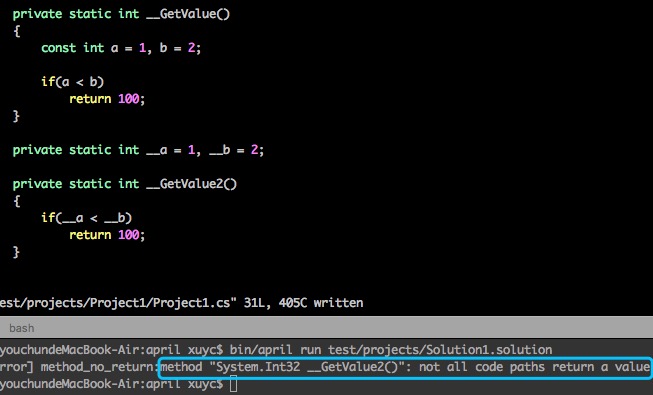 private static int __GetValue()
{
const int a = 1, b = 2;
if(a < b)
return 100;
}
private static int __a = 1, __b = 2;
private static int __GetValue2()
{
if(__a < __b)
return 100;
}
est/projects/Project1/Project1.cs" 31L, 405C written
bash
youchundeMacBook-Air:april xuyc$ bin/april run test/projects/Solution1.solution
rror] method_no_return:method "System.Int32 __GetValue2()": not all code paths return a value
youchundeMacBook-Air:april xuyc$